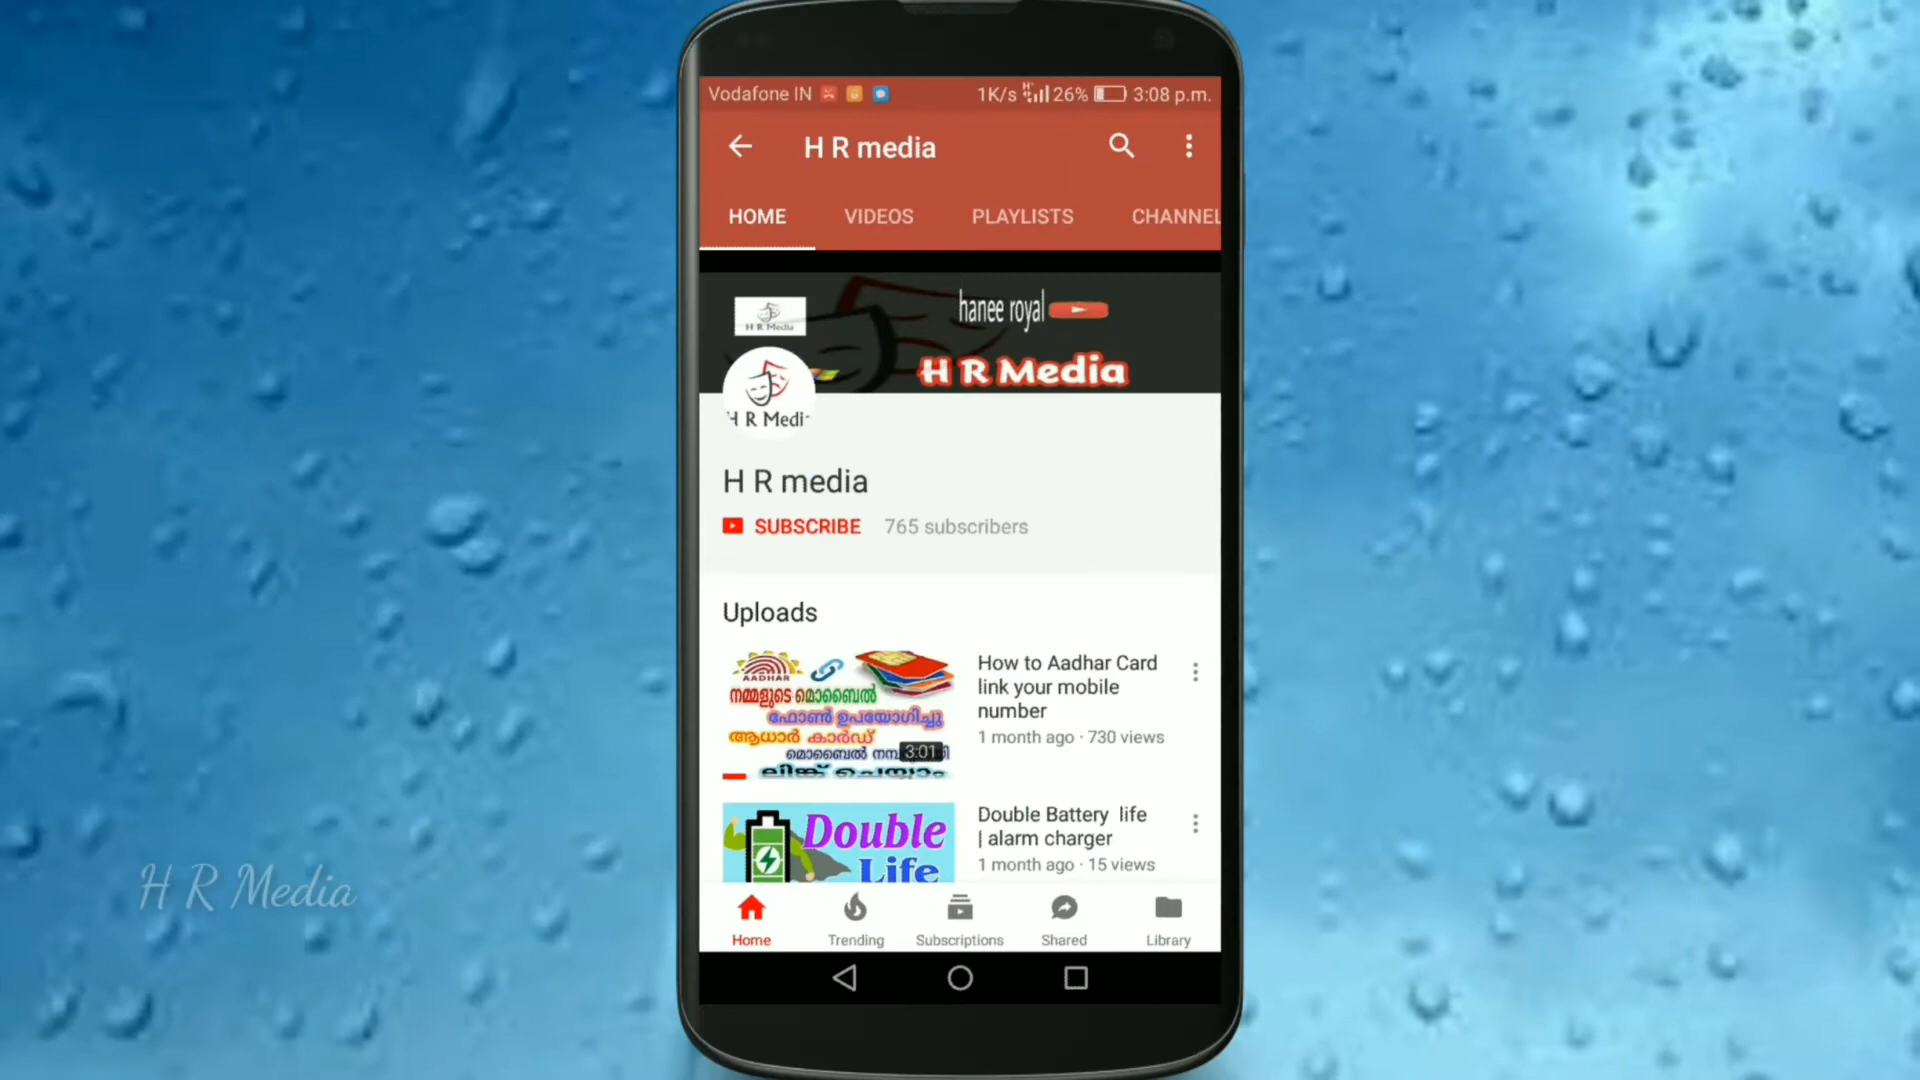 Vodafone IN
1K/s
26%
3:08 p.m.
H R media
HOME
VIDEOS
PLAYLISTS
CHANNEL
H R Media
hanee royal
H R Media
H R Medi
H R media
SUBSCRIBE
765 subscribers
Uploads
AADHAR
നമ്മളുടെ മൊബൈൽ
ഫോൺ ഉപയോഗിച്ചു
ആധാർ കാർഡ്
മൊബൈൽ
3:01
ലിങ്ക് ചെയ്യാം
How to Aadhar Card
link your mobile
number
1 month ago · 730 views
Double
Life
Double Battery life
| alarm charger
1 month ago · 15 views
Home
Trending
Subscriptions
Shared
Library
H R Media